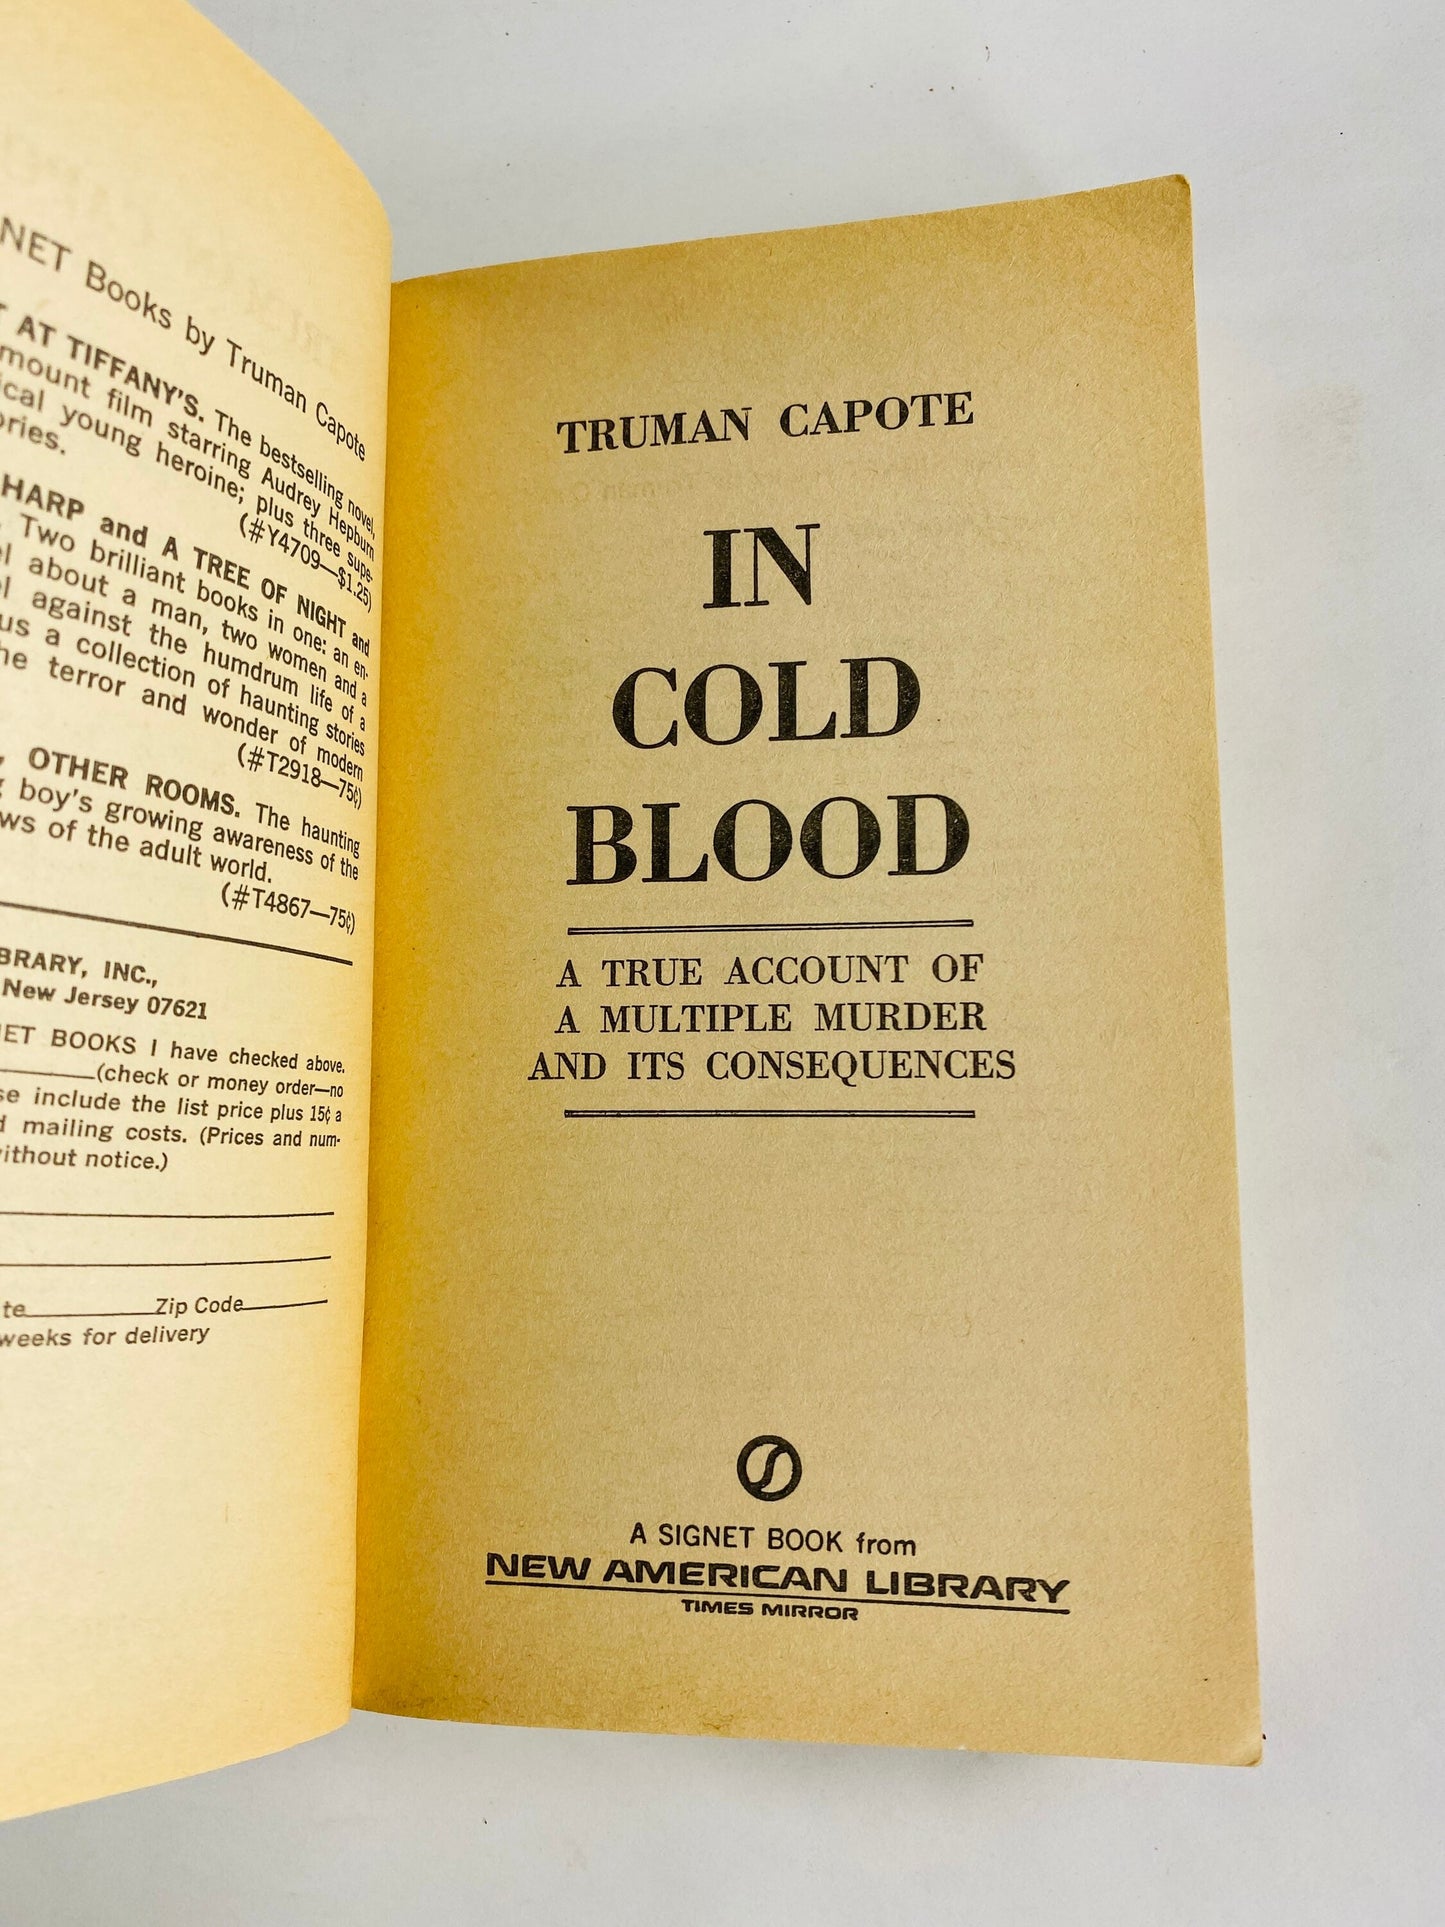 NET Books by Truman Capote
AT TIFFANY'S. The bestselling novel,
mount film starring Audrey Hepburn
ical young heroine; plus three supe-
ories.
(#Y4709—$1.25)
HARP and A TREE OF NIGHT and
Two brilliant books in one: an en-
el about a man, two women and a
against the humdrum life of a
us a collection of haunting stories
he terror and wonder of modern
(#T2918—75¢)
, OTHER ROOMS. The haunting
boy's growing awareness of the
ws of the adult world.
(#T4867—75¢)
BRARY, INC.,
New Jersey 07621
NET BOOKS I have checked above.
(check or money order—no
se include the list price plus 15¢ a
d mailing costs. (Prices and num-
ithout notice.)
te Zip Code
weeks for delivery
TRUMAN CAPOTE
IN
COLD
BLOOD
A TRUE ACCOUNT OF
A MULTIPLE MURDER
AND ITS CONSEQUENCES
A SIGNET BOOK from
NEW AMERICAN LIBRARY
TIMES MIRROR